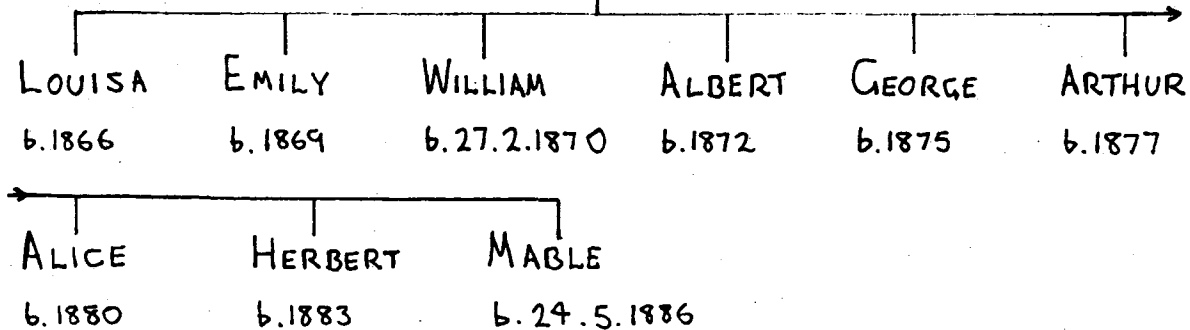 LOUISA EMILY WILLIAM ALBERT GEORGE ARTHUR
b.1866 b.1869 b.27.2.1870 b.1872 b.1875 b.1877
ALICE HERBERT MABLE
b.1880 b.1883 b.24.5.1886